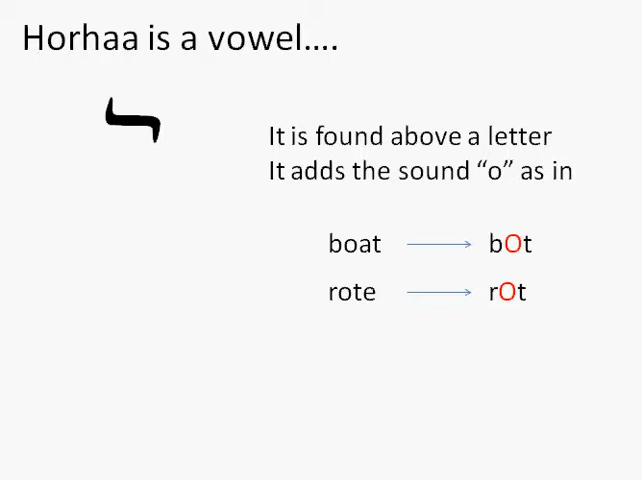 Horhaa is a vowel....
ੋ
It is found above a letter
It adds the sound “o” as in
boat → bOt
rote → rOt